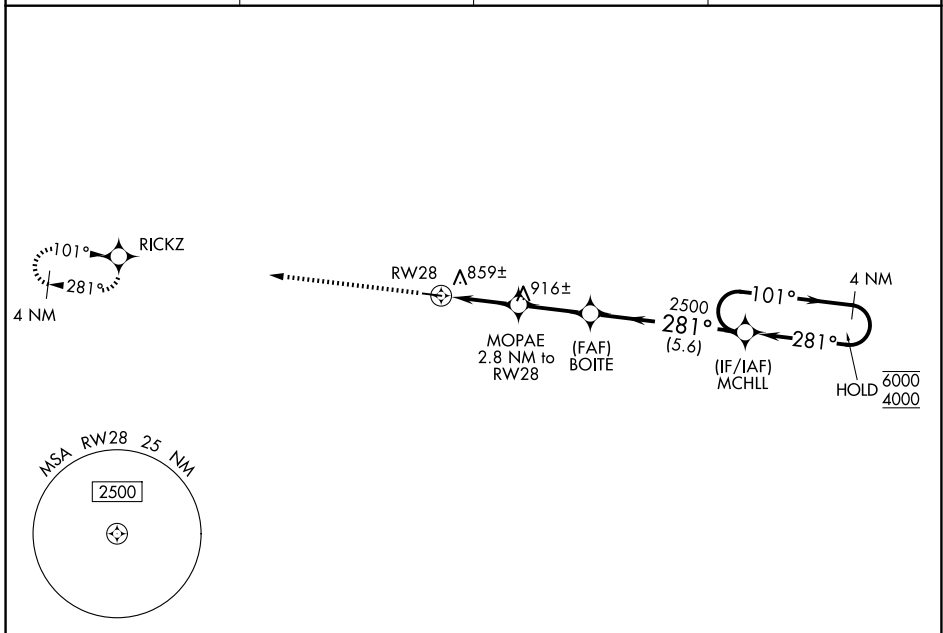 101°
RICKZ
281°
4 NM
RW28
859±
916±
MOPAE
2.8 NM to
RW28
(FAF)
BOITE
2500
281°
(5.6)
(IF/IAF)
MCHLL
101°
4 NM
281°
HOLD 6000
4000
MSA RW28 25 NM
2500